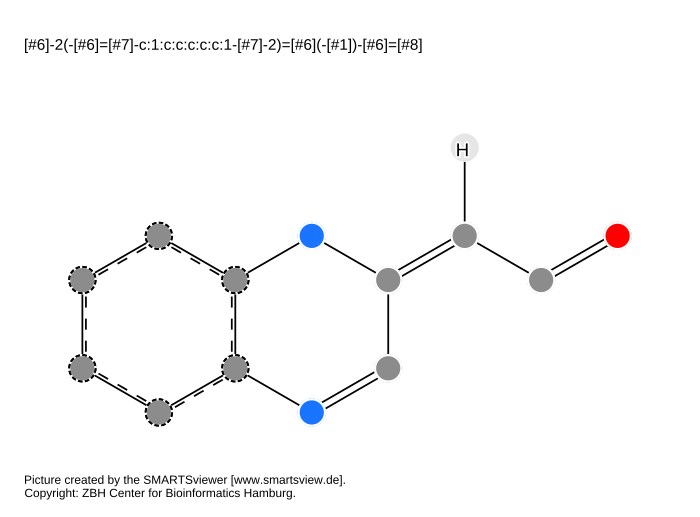 [#6]-2(-[#6]=[#7]-c:1:c:c:c:c:c:1-[#7]-2)=[#6](-[#1])-[#6]=[#8]
H
Picture created by the SMARTSviewer [www.smartsview.de].
Copyright: ZBH Center for Bioinformatics Hamburg.